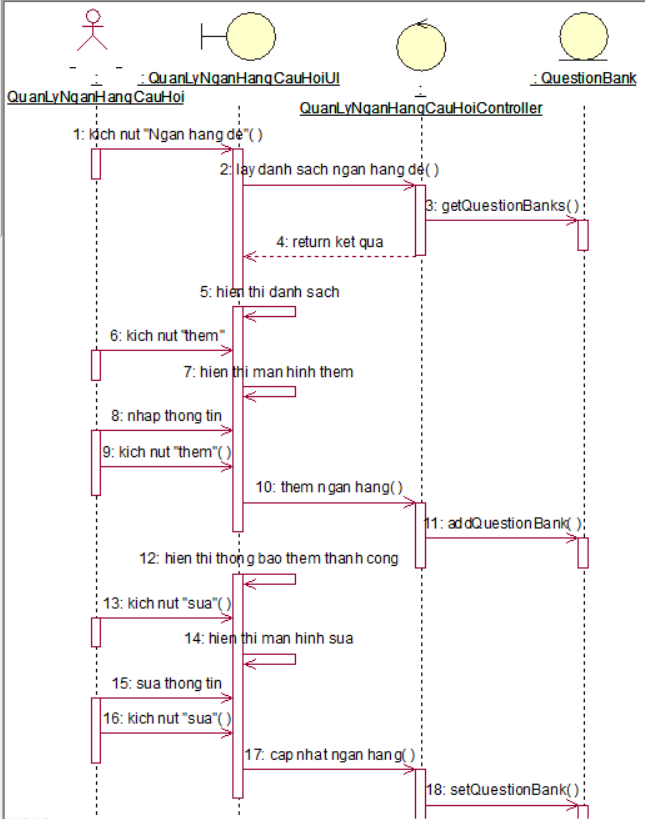 : QuanLyNganHangCauHoiUI
: QuestionBank
:
QuanLyNganHangCauHoi
:
QuanLyNganHangCauHoiController
1: kich nut "Ngan hang de"( )
2: lay danh sach ngan hang de( )
3: getQuestionBanks( )
4: return ket qua
5: hien thi danh sach
6: kich nut "them"
7: hien thi man hinh them
8: nhap thong tin
9: kich nut "them"( )
10: them ngan hang( )
11: addQuestionBank( )
12: hien thi thong bao them thanh cong
13: kich nut "sua"( )
14: hien thi man hinh sua
15: sua thong tin
16: kich nut "sua"( )
17: cap nhat ngan hang( )
18: setQuestionBank( )